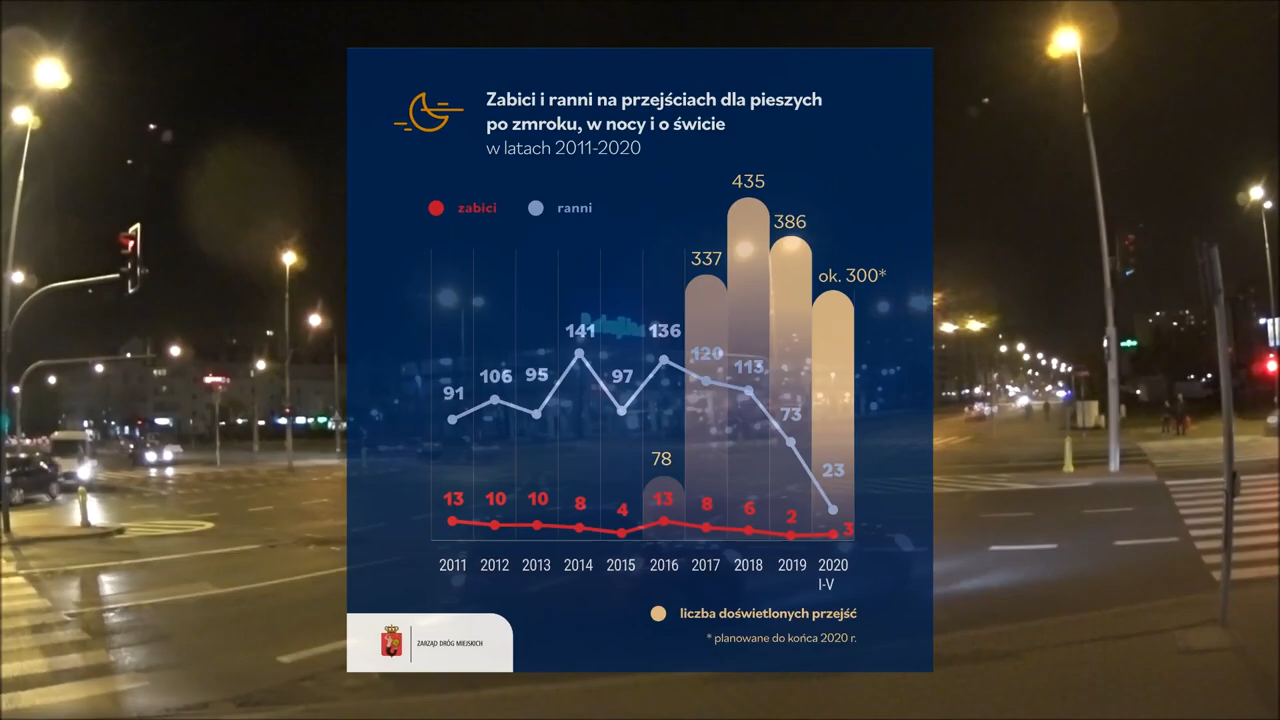 Zabici i ranni na przejściach dla pieszych
po zmroku, w nocy i o świcie
w latach 2011-2020
zabici
ranni
435
386
337
ok. 300*
141
136
120
113
106
95
97
91
73
78
23
13
10
10
8
4
13
8
6
2
3
2011 2012 2013 2014 2015 2016 2017 2018 2019 2020
I-V
liczba doświetlonych przejść
* planowane do końca 2020 r.
ZARZĄD DRÓG MIEJSKICH